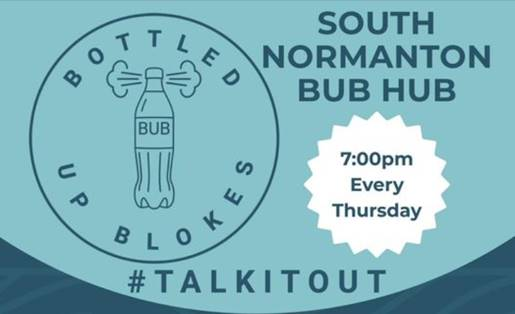 BOTTLED
UP BLOKES
BUB
SOUTH
NORMANTON
BUB HUB
7:00pm
Every
Thursday
#TALKITOUT